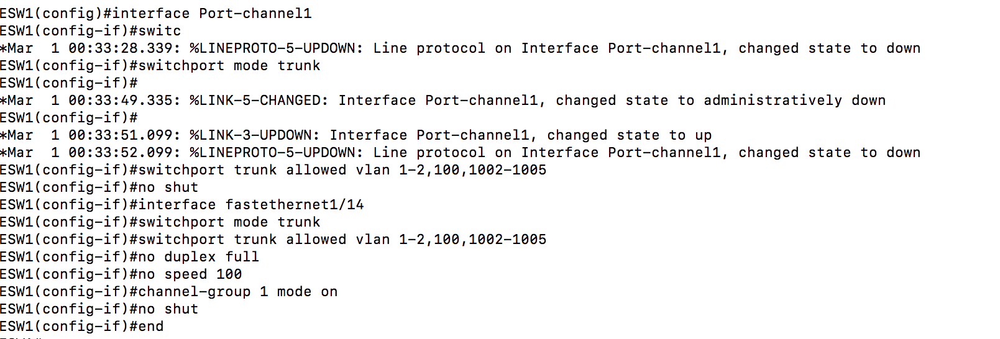 ESW1(config)#interface Port-channel1
ESW1(config-if)#switc
*Mar  1 00:33:28.339: %LINEPROTO-5-UPDOWN: Line protocol on Interface Port-channel1, changed state to down
ESW1(config-if)#switchport mode trunk
ESW1(config-if)#
*Mar  1 00:33:49.335: %LINK-5-CHANGED: Interface Port-channel1, changed state to administratively down
ESW1(config-if)#
*Mar  1 00:33:51.099: %LINK-3-UPDOWN: Interface Port-channel1, changed state to up
*Mar  1 00:33:52.099: %LINEPROTO-5-UPDOWN: Line protocol on Interface Port-channel1, changed state to down
ESW1(config-if)#switchport trunk allowed vlan 1-2,100,1002-1005
ESW1(config-if)#no shut
ESW1(config-if)#interface fastethernet1/14
ESW1(config-if)#switchport mode trunk
ESW1(config-if)#switchport trunk allowed vlan 1-2,100,1002-1005
ESW1(config-if)#no duplex full
ESW1(config-if)#no speed 100
ESW1(config-if)#channel-group 1 mode on
ESW1(config-if)#no shut
ESW1(config-if)#end